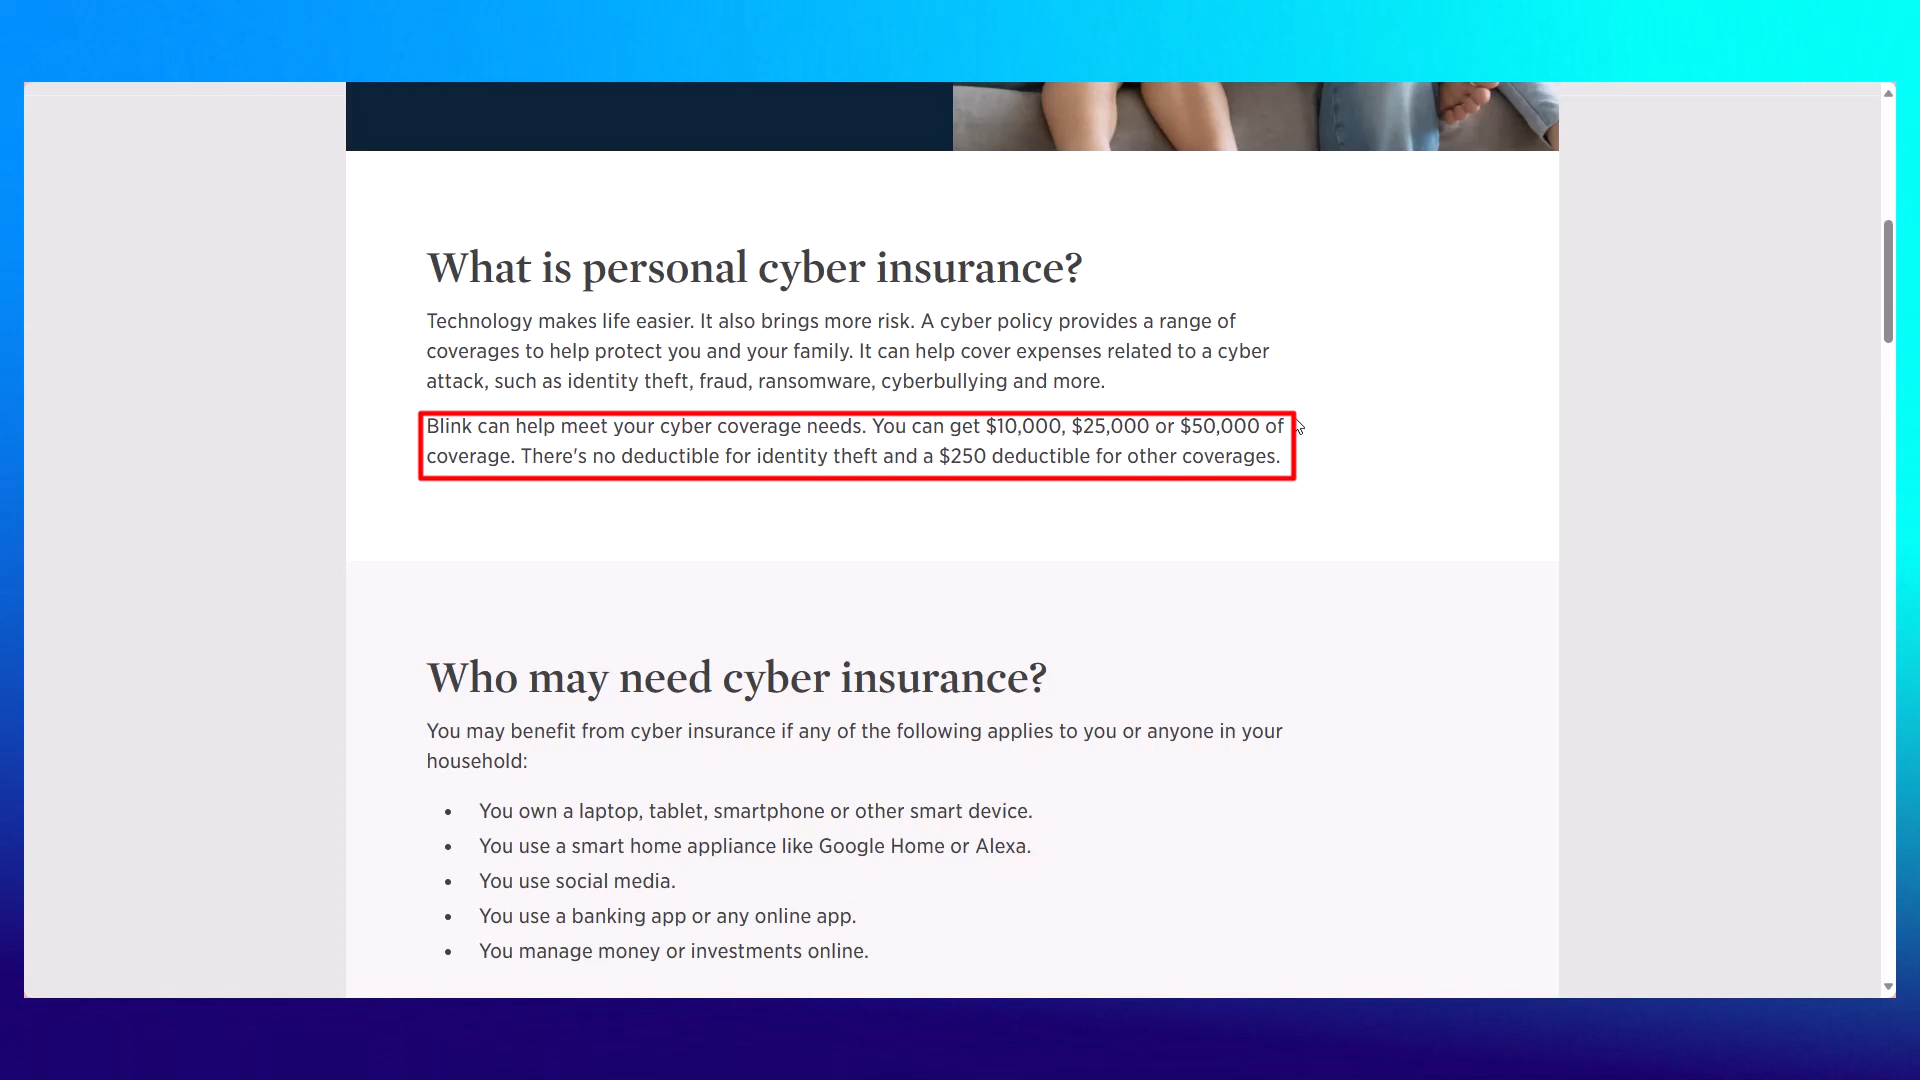 What is personal cyber insurance?
Technology makes life easier. It also brings more risk. A cyber policy provides a range of
coverages to help protect you and your family. It can help cover expenses related to a cyber
attack, such as identity theft, fraud, ransomware, cyberbullying and more.
Blink can help meet your cyber coverage needs. You can get $10,000, $25,000 or $50,000 of
coverage. There's no deductible for identity theft and a $250 deductible for other coverages.
Who may need cyber insurance?
You may benefit from cyber insurance if any of the following applies to you or anyone in your
household:
• You own a laptop, tablet, smartphone or other smart device.
• You use a smart home appliance like Google Home or Alexa.
• You use social media.
• You use a banking app or any online app.
• You manage money or investments online.